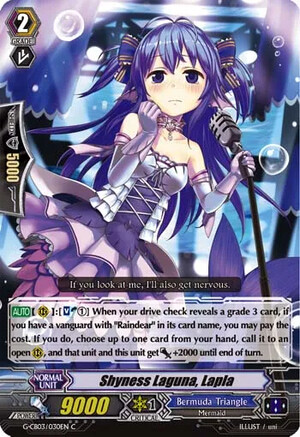 2
GRADE
5000
SHIELD
If you look at me, I'll also get nervous.
AUTO (R):[V ①] When your drive check reveals a grade 3 card, if
you have a vanguard with "Raindear" in its card name, you may pay the
cost. If you do, choose up to one card from your hand, call it to an
open (R), and that unit and this unit get +2000 until end of turn.
NORMAL
UNIT
Shyness Laguna, Lapla
POWER
9000
1
CRITICAL
Bermuda Triangle
Mermaid
G-CB03/030EN C
ILLUST / uni